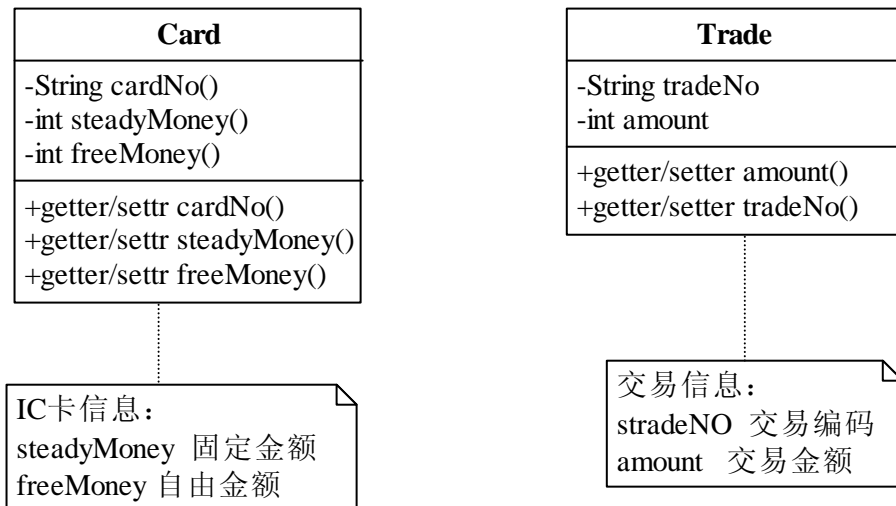 Card
-String cardNo()
-int steadyMoney()
-int freeMoney()
+getter/settr cardNo()
+getter/settr steadyMoney()
+getter/settr freeMoney()
IC卡信息：
steadyMoney 固定金额
freeMoney 自由金额
Trade
-String tradeNo
-int amount
+getter/setter amount()
+getter/setter tradeNo()
交易信息：
stradeNO 交易编码
amount 交易金额